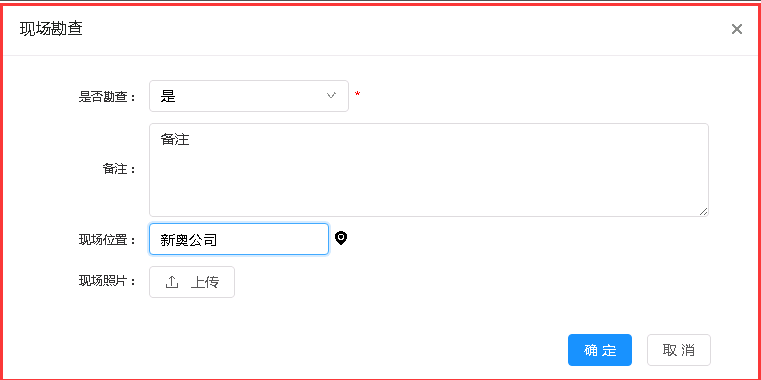 现场勘查
是否勘查： 是 *
备注： 备注
现场位置： 新奥公司
现场照片： 上传
确 定 取 消